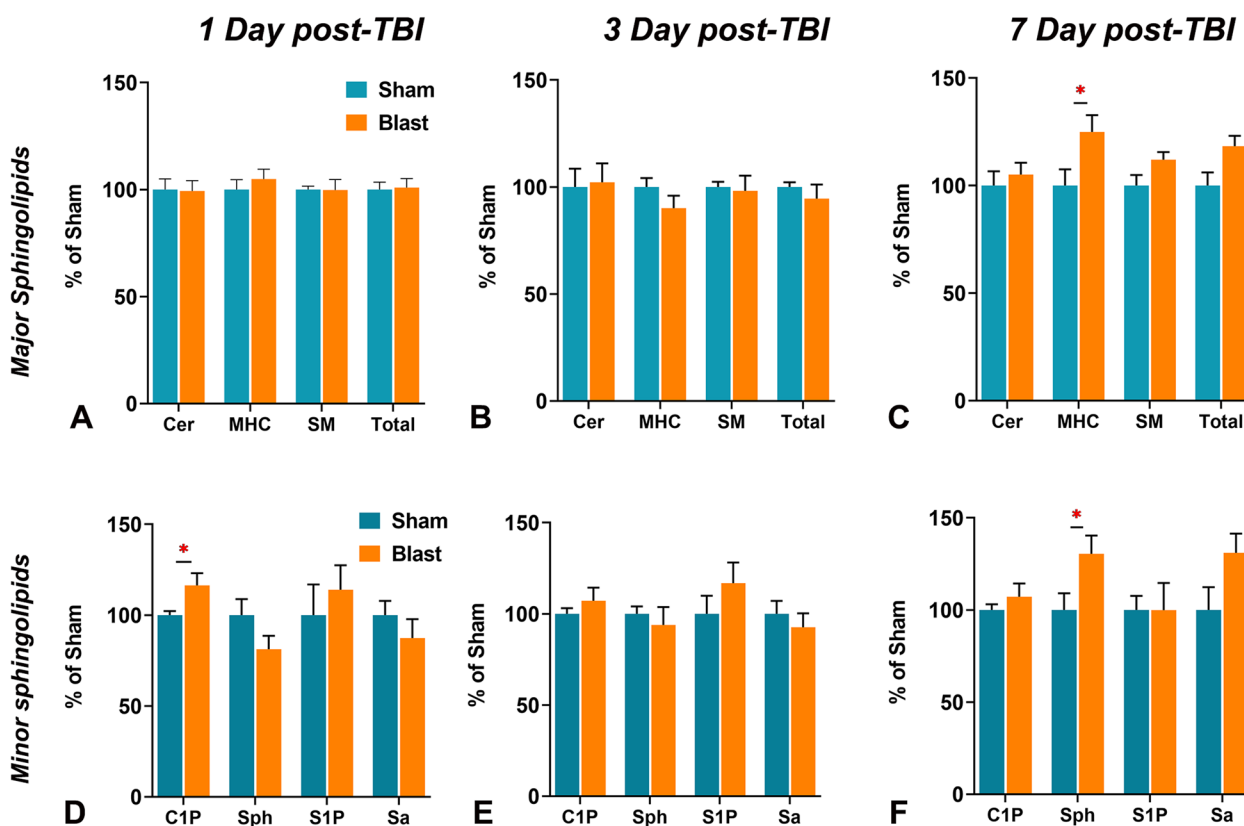 1 Day post-TBI
3 Day post-TBI
7 Day post-TBI
Major Sphingolipids
% of Sham
150
100
50
0
Sham
Blast
A
Cer MHC SM Total
% of Sham
150
100
50
0
B
Cer MHC SM Total
% of Sham
150
100
50
0
*
C
Cer MHC SM Total
Minor sphingolipids
% of Sham
150
100
50
0
*
Sham
Blast
D
C1P Sph S1P Sa
% of Sham
150
100
50
0
E
C1P Sph S1P Sa
% of Sham
150
100
50
0
*
F
C1P Sph S1P Sa